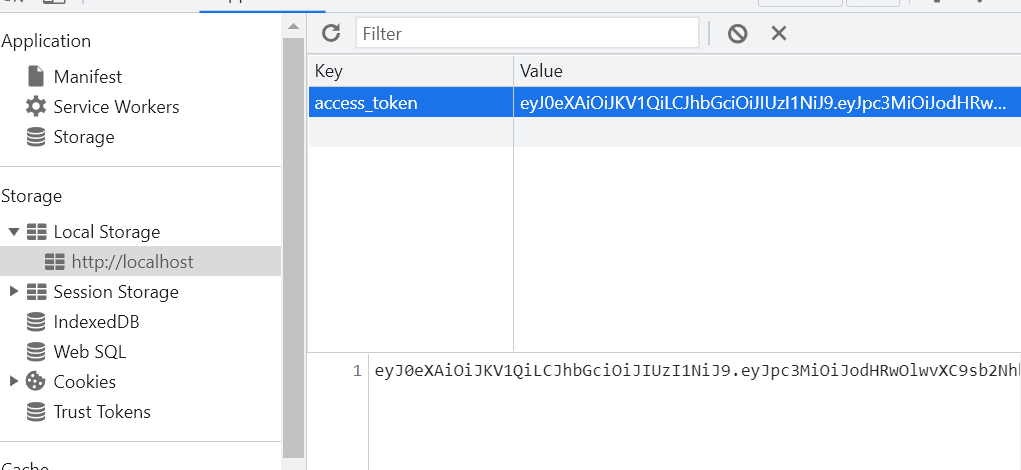 Application
Manifest
Service Workers
Storage
Storage
Local Storage
http://localhost
Session Storage
IndexedDB
Web SQL
Cookies
Trust Tokens
Cache
Filter
Key Value
access_token eyJ0eXAiOiJKV1QiLCJhbGciOiJIUzI1NiJ9.eyJpc3MiOiJodHRw...
1 eyJ0eXAiOiJKV1QiLCJhbGciOiJIUzI1NiJ9.eyJpc3MiOiJodHRwOlwvXC9sb2Nh